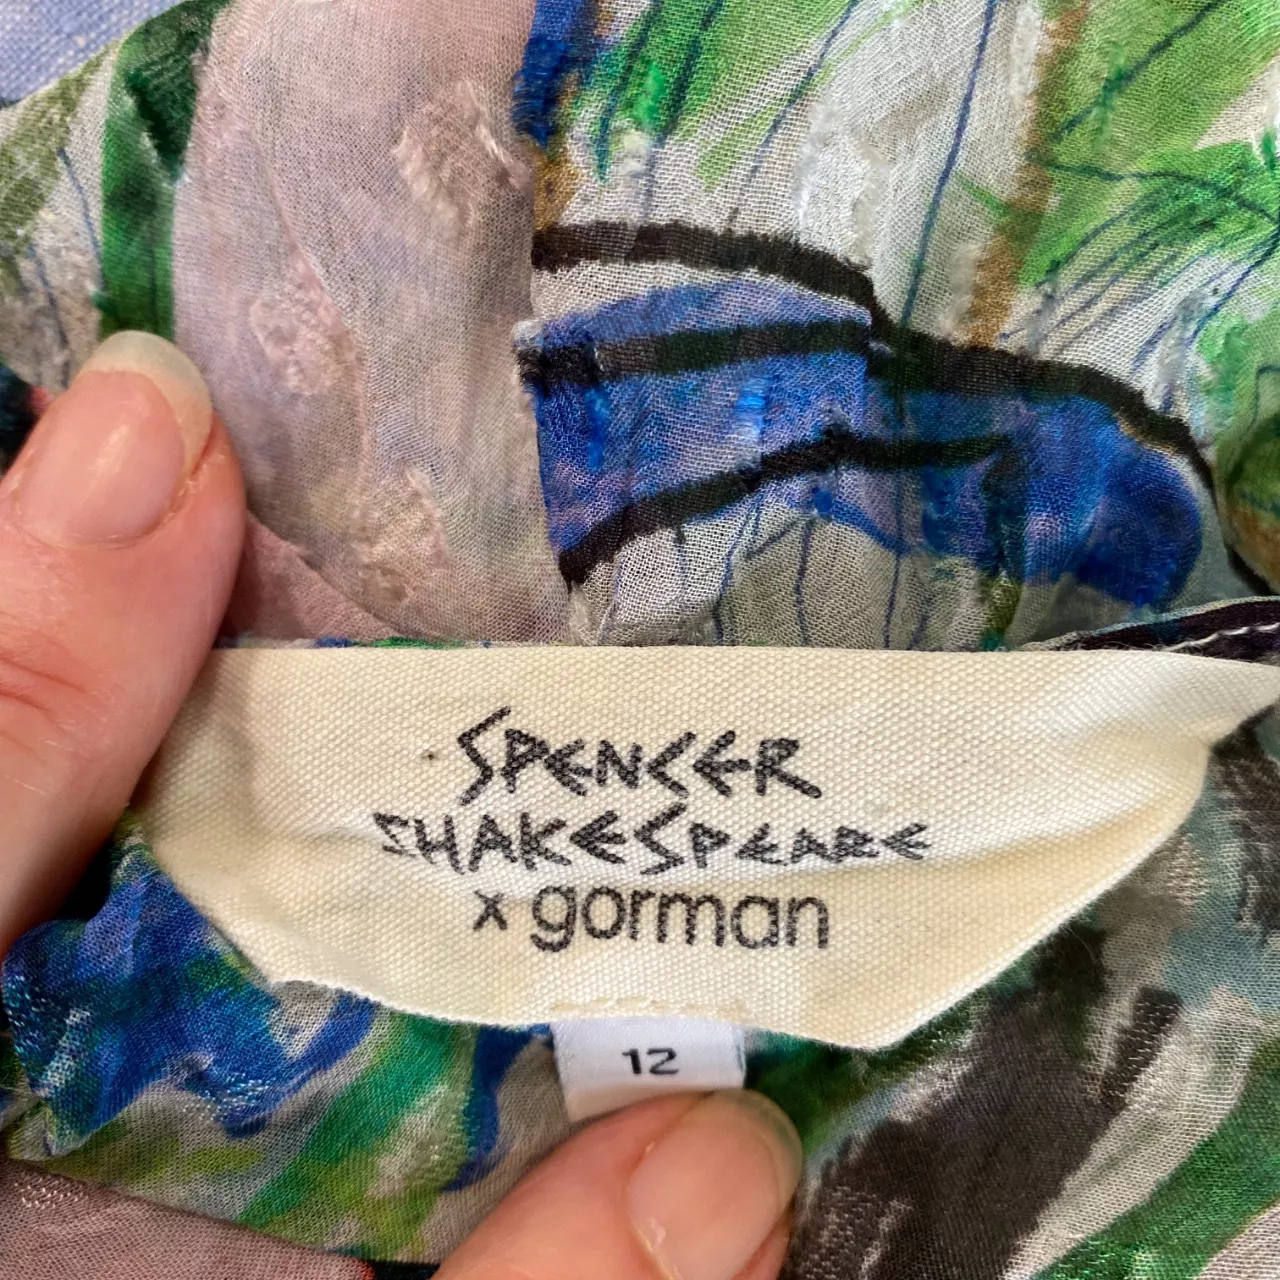 SPENCER
SHAKESPEARE
x gorman
12